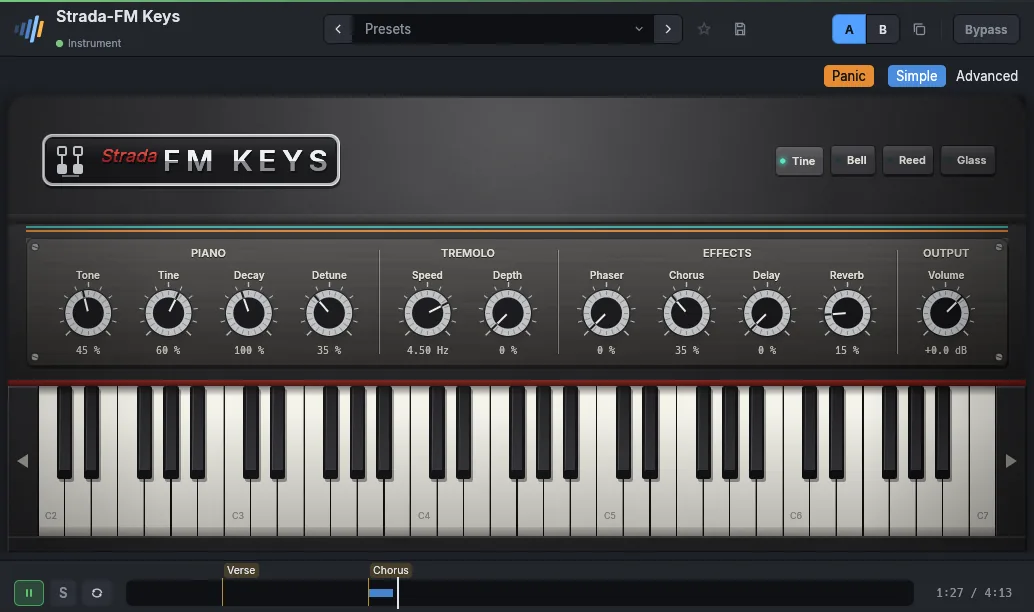 Strada-FM Keys
Instrument
Presets
A B
Bypass
Panic Simple Advanced
Strada FM KEYS
Tine Bell Reed Glass
PIANO TREMOLO EFFECTS OUTPUT
Tone Tine Decay Detune Speed Depth Phaser Chorus Delay Reverb Volume
45 % 60 % 100 % 35 % 4.50 Hz 0 % 0 % 35 % 0 % 15 % +0.0 dB
C2 C3 C4 C5 C6 C7
Verse Chorus
S
1:27 / 4:13